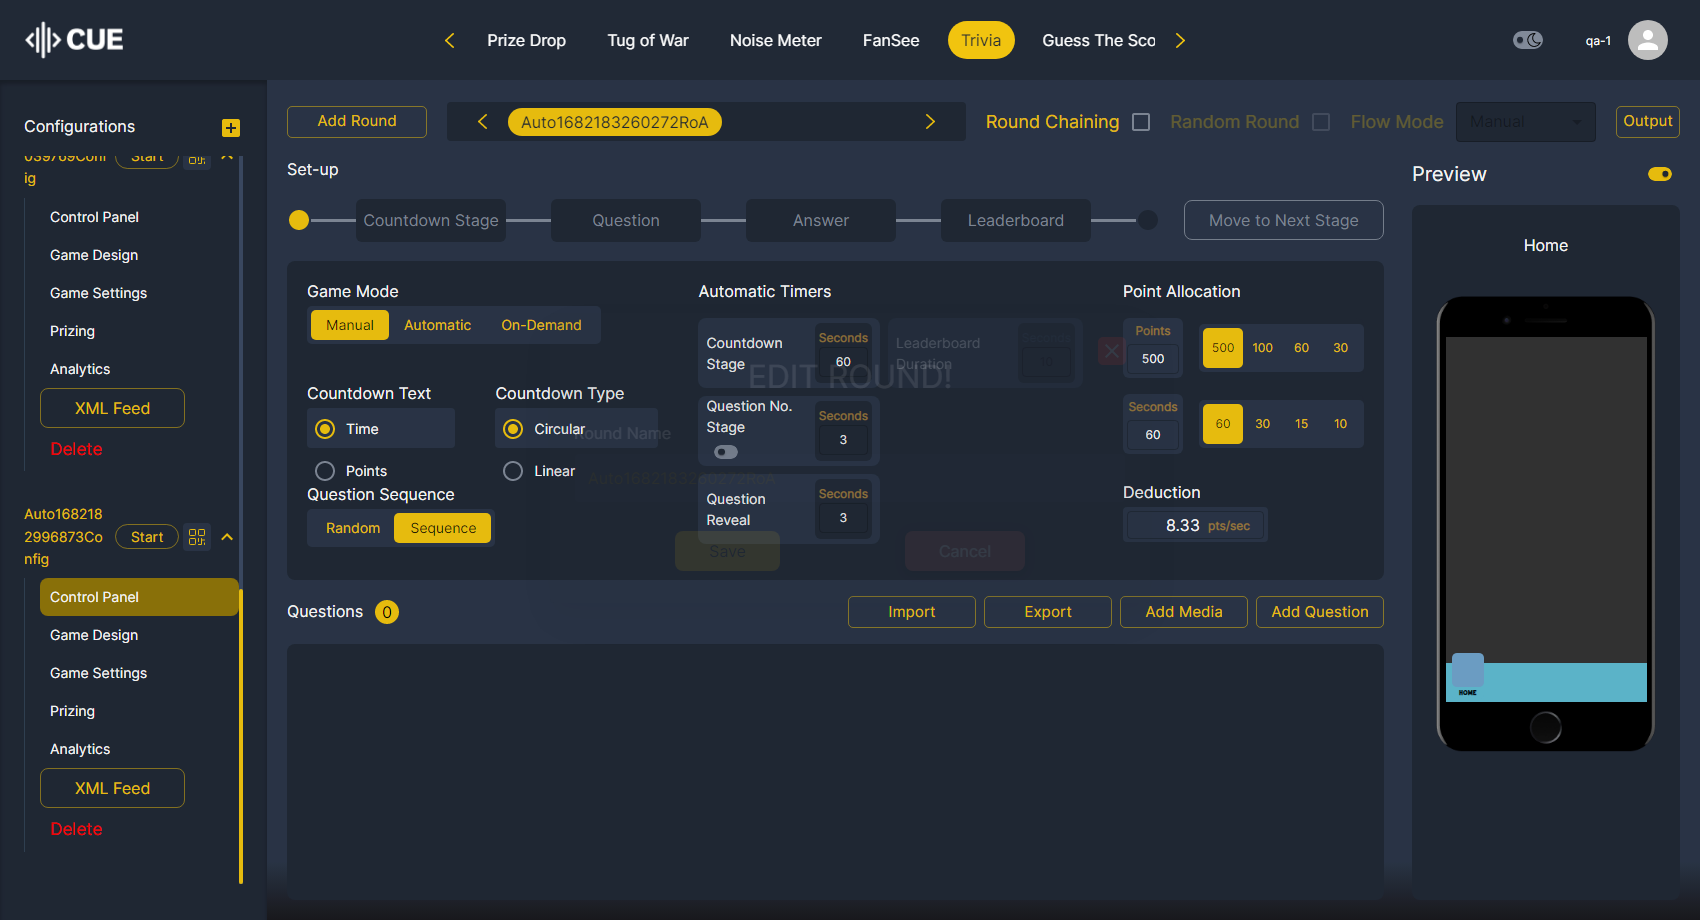 CUE
Prize Drop
Tug of War
Noise Meter
FanSee
Trivia
Guess The Sco
qa-1
Configurations
039769Conf
ig
Start
Control Panel
Game Design
Game Settings
Prizing
Analytics
XML Feed
Delete
Auto168218
2996873Co
nfig
Start
Control Panel
Game Design
Game Settings
Prizing
Analytics
XML Feed
Delete
Add Round
Auto1682183260272RoA
Round Chaining
Random Round
Flow Mode
Manual
Output
Set-up
Countdown Stage
Question
Answer
Leaderboard
Move to Next Stage
Game Mode
Manual
Automatic
On-Demand
Countdown Text
Time
Points
Countdown Type
Circular
Linear
Question Sequence
Random
Sequence
Automatic Timers
Countdown
Stage
Seconds
60
Leaderboard
Duration
10
Question No.
Stage
Seconds
3
Question
Reveal
Seconds
3
EDIT ROUND!
Round Name
Auto1682183260272RoA
Save
Cancel
Point Allocation
Points
500
500
100
60
30
Seconds
60
60
30
15
10
Deduction
8.33 pts/sec
Questions 0
Import
Export
Add Media
Add Question
Preview
Home
HOME